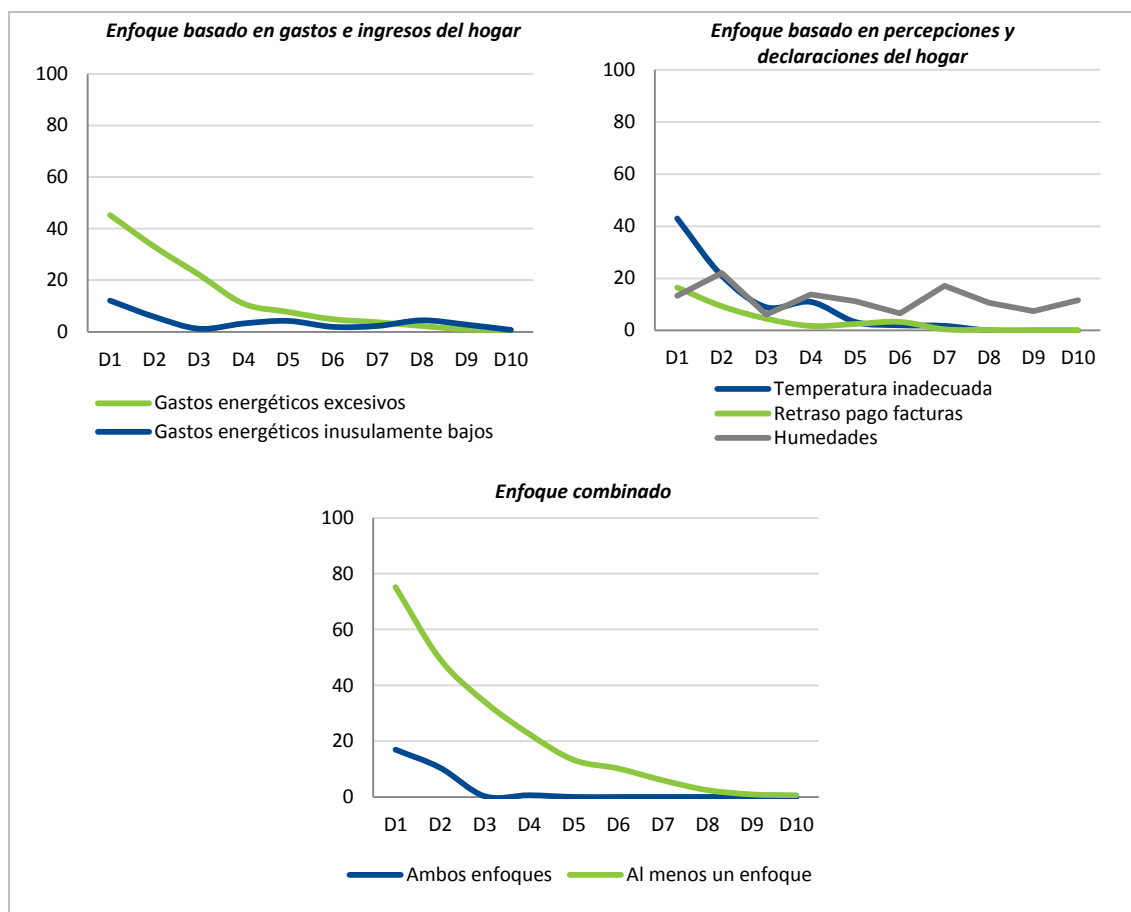 Enfoque basado en gastos e ingresos del hogar
100
80
60
40
20
0
D1 D2 D3 D4 D5 D6 D7 D8 D9 D10
Gastos energéticos excesivos
Gastos energéticos inusulamente bajos
Enfoque basado en percepciones y
declaraciones del hogar
100
80
60
40
20
0
D1 D2 D3 D4 D5 D6 D7 D8 D9 D10
Temperatura inadecuada
Retraso pago facturas
Humedades
Enfoque combinado
100
80
60
40
20
0
D1 D2 D3 D4 D5 D6 D7 D8 D9 D10
Ambos enfoques Al menos un enfoque